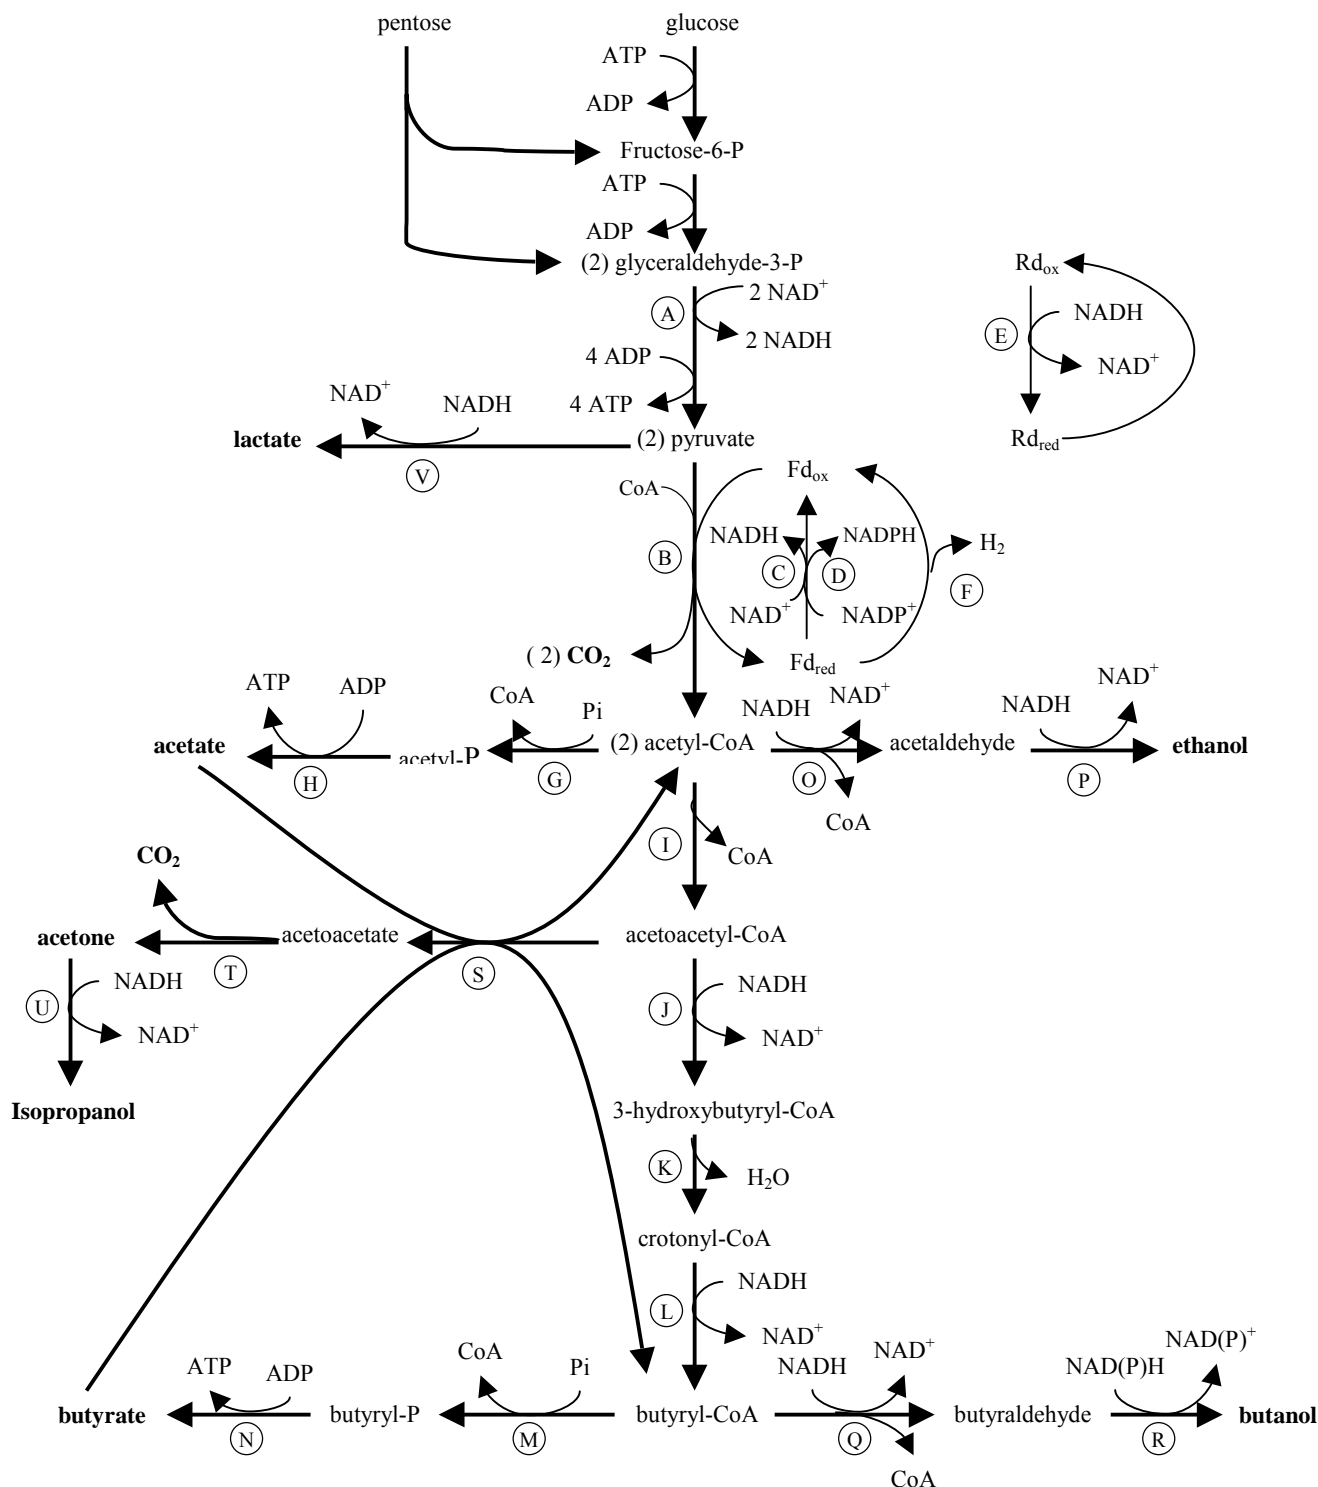 pentose glucose
ATP
ADP
Fructose-6-P
ATP
ADP
(2) glyceraldehyde-3-P
Rd_ox
2 NAD⁺
A
2 NADH
NADH
E
NAD⁺
4 ADP
4 ATP
NAD⁺
NADH
lactate
(2) pyruvate
Rd_red
V
Fd_ox
CoA
NADH
NADPH
H₂
B
C
D
F
NAD⁺
NADP⁺
(2) CO₂
Fd_red
ATP
ADP
CoA
Pi
NADH
NAD⁺
NADH
NAD⁺
acetate
acetyl-P
(2) acetyl-CoA
acetaldehyde
ethanol
H
G
O
P
CoA
I
CoA
CO₂
acetone
acetoacetate
acetoacetyl-CoA
T
S
NADH
U
NAD⁺
NADH
J
NAD⁺
Isopropanol
3-hydroxybutyryl-CoA
K
H₂O
crotonyl-CoA
NADH
L
NAD⁺
ATP
ADP
CoA
Pi
NADH
NAD⁺
NAD(P)H
NAD(P)⁺
butyrate
butyryl-P
butyryl-CoA
butyraldehyde
butanol
N
M
Q
R
CoA